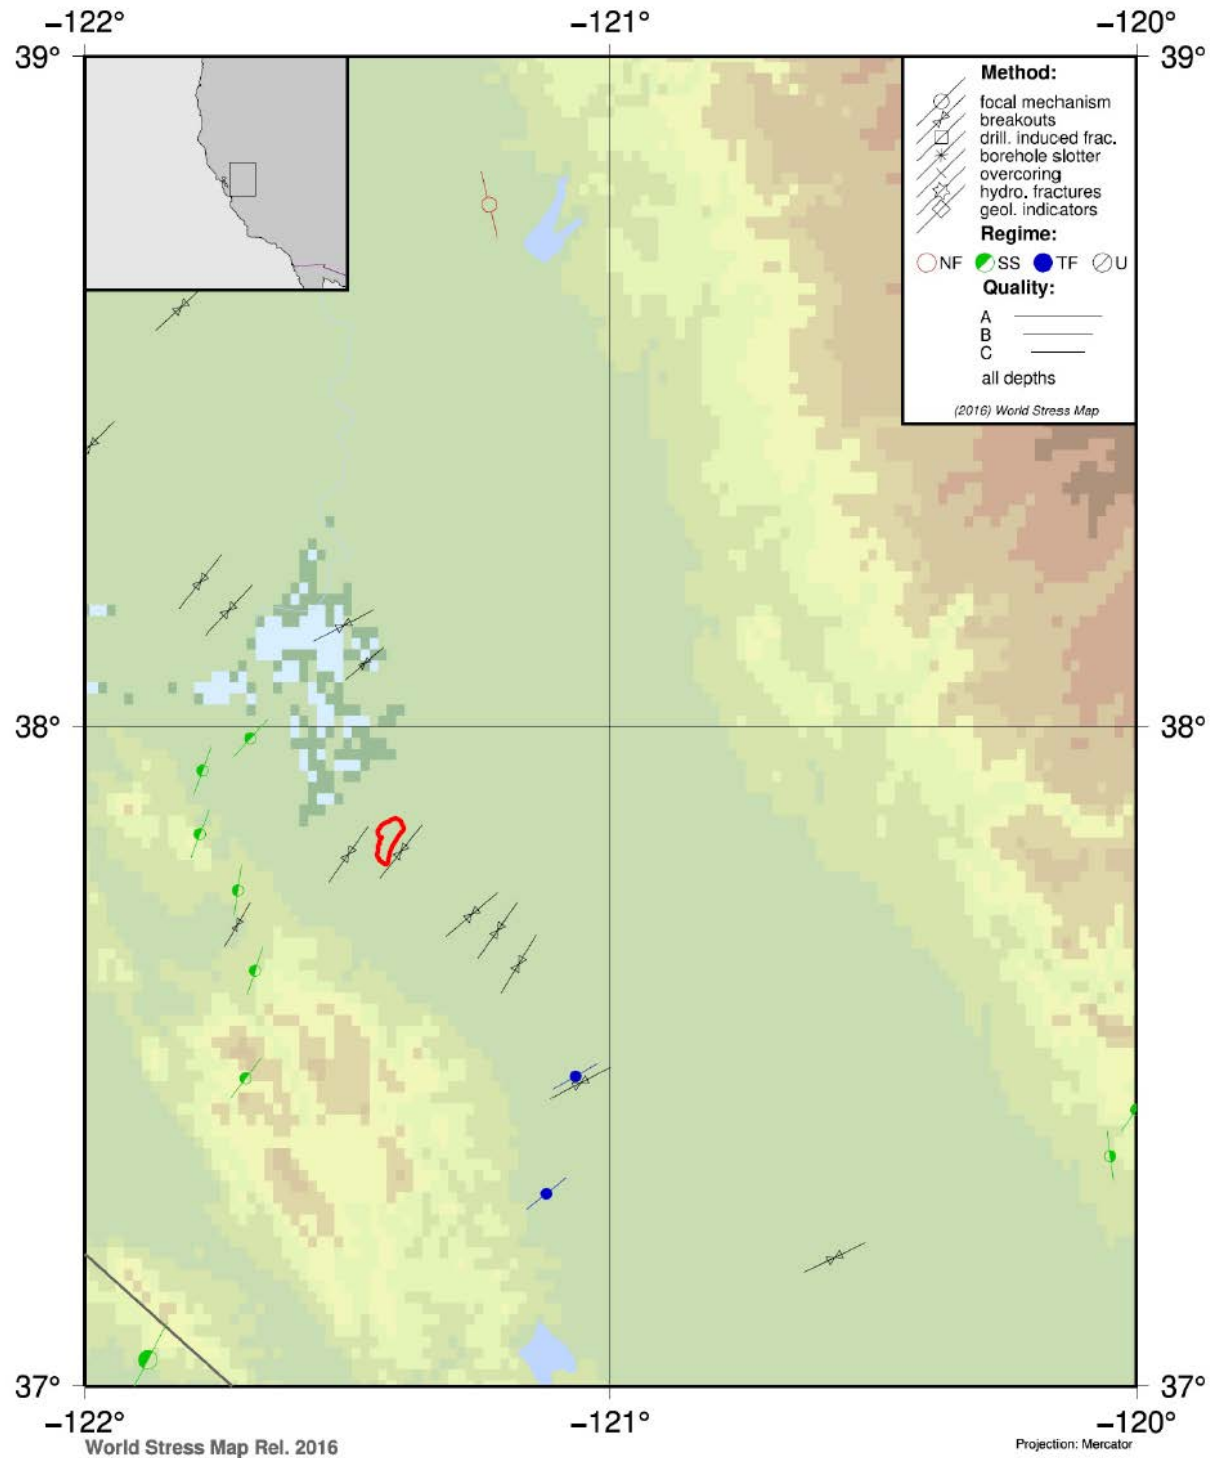 −122° −121° −120°
39° 39°
Method:
focal mechanism
breakouts
drill. induced frac.
borehole slotter
overcoring
hydro. fractures
geol. indicators
Regime:
NF SS TF U
Quality:
A
B
C
all depths
(2016) World Stress Map
38° 38°
37° 37°
−122° −121° −120°
World Stress Map Rel. 2016
Projection: Mercator